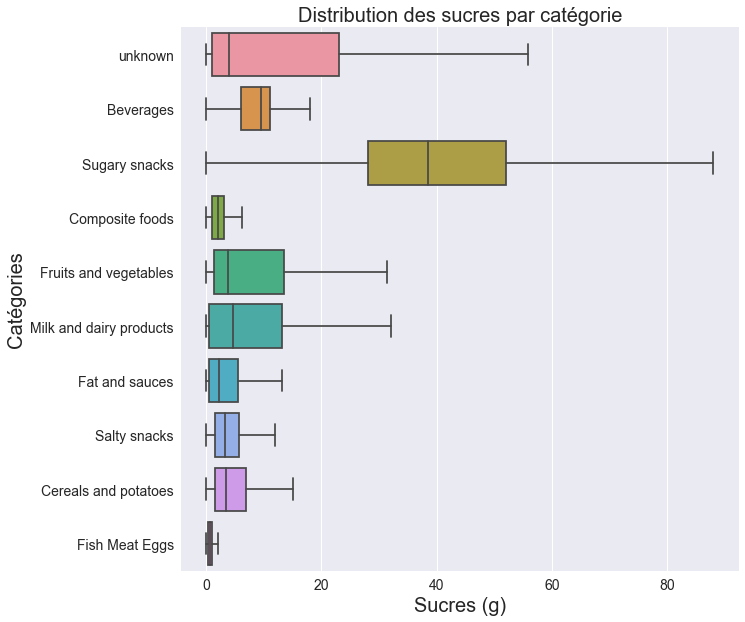 Distribution des sucres par catégorie
Catégories
unknown
Beverages
Sugary snacks
Composite foods
Fruits and vegetables
Milk and dairy products
Fat and sauces
Salty snacks
Cereals and potatoes
Fish Meat Eggs
0 20 40 60 80
Sucres (g)